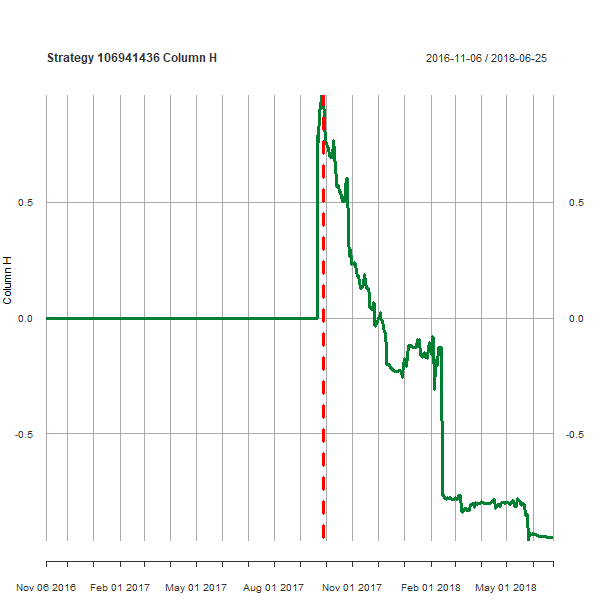 Strategy 106941436 Column H
2016-11-06 / 2018-06-25
0.5
0.5
Column H
0.0
0.0
-0.5
-0.5
Nov 06 2016
Feb 01 2017
May 01 2017
Aug 01 2017
Nov 01 2017
Feb 01 2018
May 01 2018